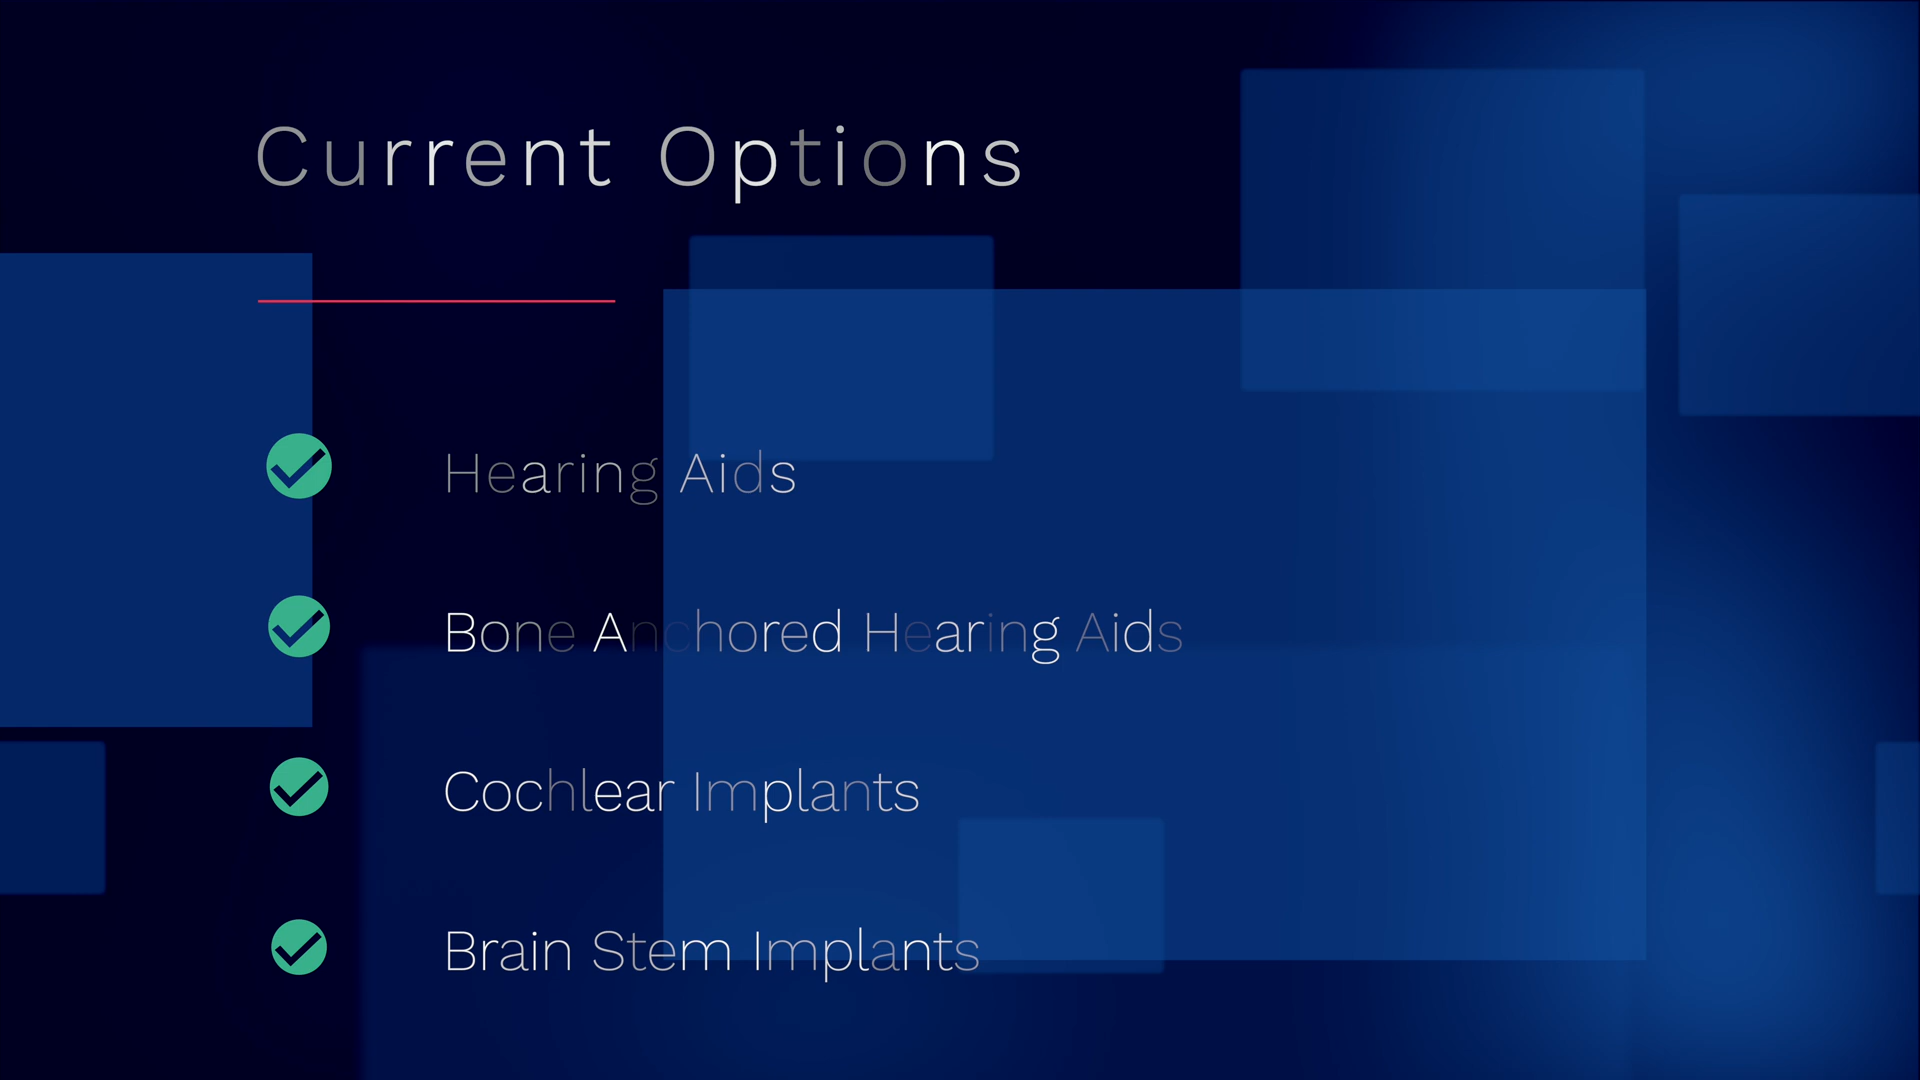 Current Options
Hearing Aids
Bone Anchored Hearing Aids
Cochlear Implants
Brain Stem Implants